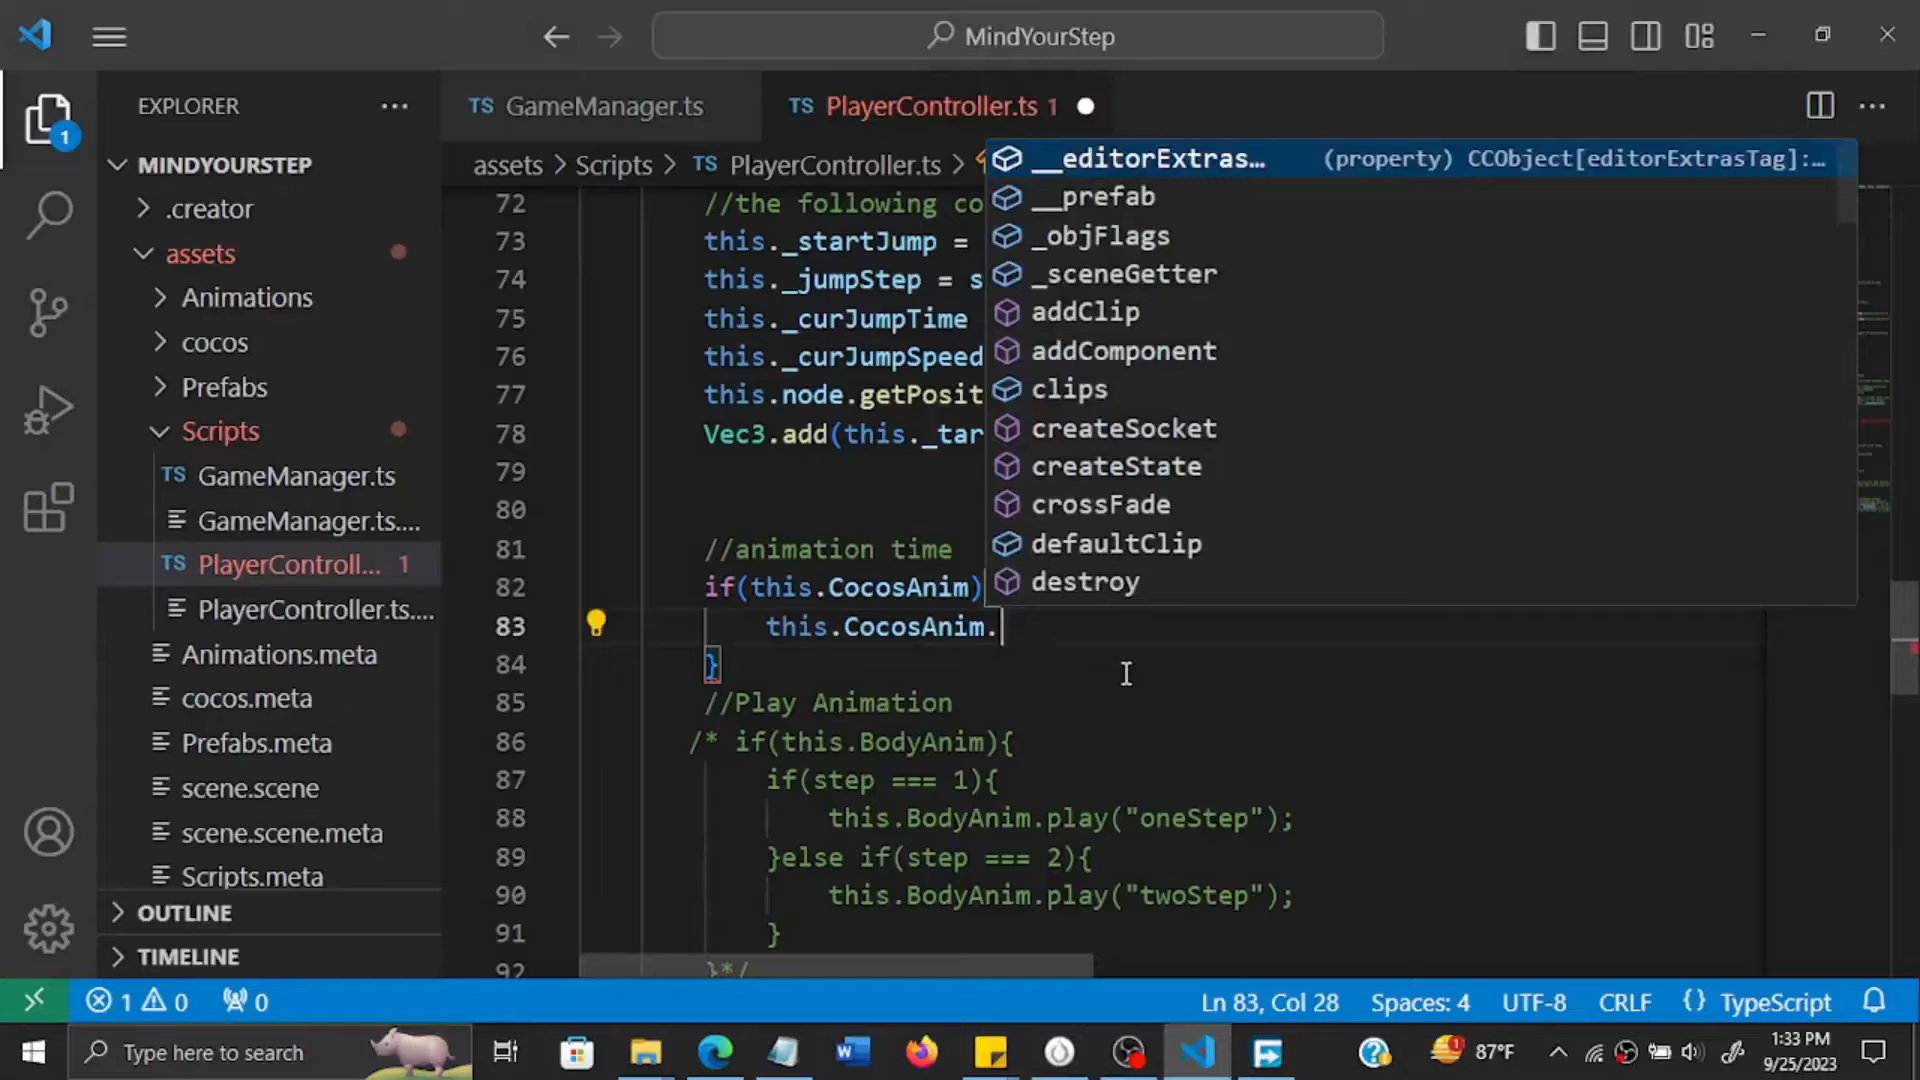 MindYourStep
EXPLORER
TS GameManager.ts
TS PlayerController.ts 1
1
MINDYOURSTEP
assets > Scripts > TS PlayerController.ts >
.creator
assets
Animations
cocos
Prefabs
Scripts
TS GameManager.ts
GameManager.ts....
TS PlayerControll... 1
PlayerController.ts....
Animations.meta
cocos.meta
Prefabs.meta
scene.scene
scene.scene.meta
Scripts.meta
OUTLINE
TIMELINE
72 //the following co
73 this._startJump =
74 this._jumpStep = s
75 this._curJumpTime
76 this._curJumpSpeed
77 this.node.getPosit
78 Vec3.add(this._tar
79
80
81 //animation time
82 if(this.CocosAnim)
83 this.CocosAnim.
84 }
85 //Play Animation
86 /* if(this.BodyAnim){
87 if(step === 1){
88 this.BodyAnim.play("oneStep");
89 }else if(step === 2){
90 this.BodyAnim.play("twoStep");
91 }
92 }*/
__editorExtras… (property) CCObject[editorExtrasTag]:…
__prefab
_objFlags
_sceneGetter
addClip
addComponent
clips
createSocket
createState
crossFade
defaultClip
destroy
1 0 0
Ln 83, Col 28 Spaces: 4 UTF-8 CRLF {} TypeScript
Type here to search
87°F
1:33 PM
9/25/2023